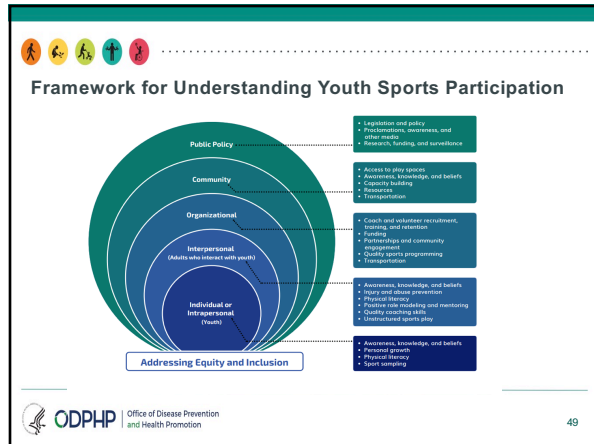 Framework for Understanding Youth Sports Participation
Public Policy
• Legislation and policy
• Proclamations, awareness, and
other media
• Research, funding, and surveillance
Community
• Access to play spaces
• Awareness, knowledge, and beliefs
• Capacity building
• Resources
• Transportation
Organizational
• Coach and volunteer recruitment,
training, and retention
• Funding
• Partnerships and community
engagement
• Quality sports programming
• Transportation
Interpersonal
(Adults who interact with youth)
• Awareness, knowledge, and beliefs
• Injury and abuse prevention
• Physical literacy
• Positive role modeling and mentoring
• Quality coaching skills
• Unstructured sports play
Individual or
Intrapersonal
(Youth)
• Awareness, knowledge, and beliefs
• Personal growth
• Physical literacy
• Sport sampling
Addressing Equity and Inclusion
ODPHP
Office of Disease Prevention
and Health Promotion
49